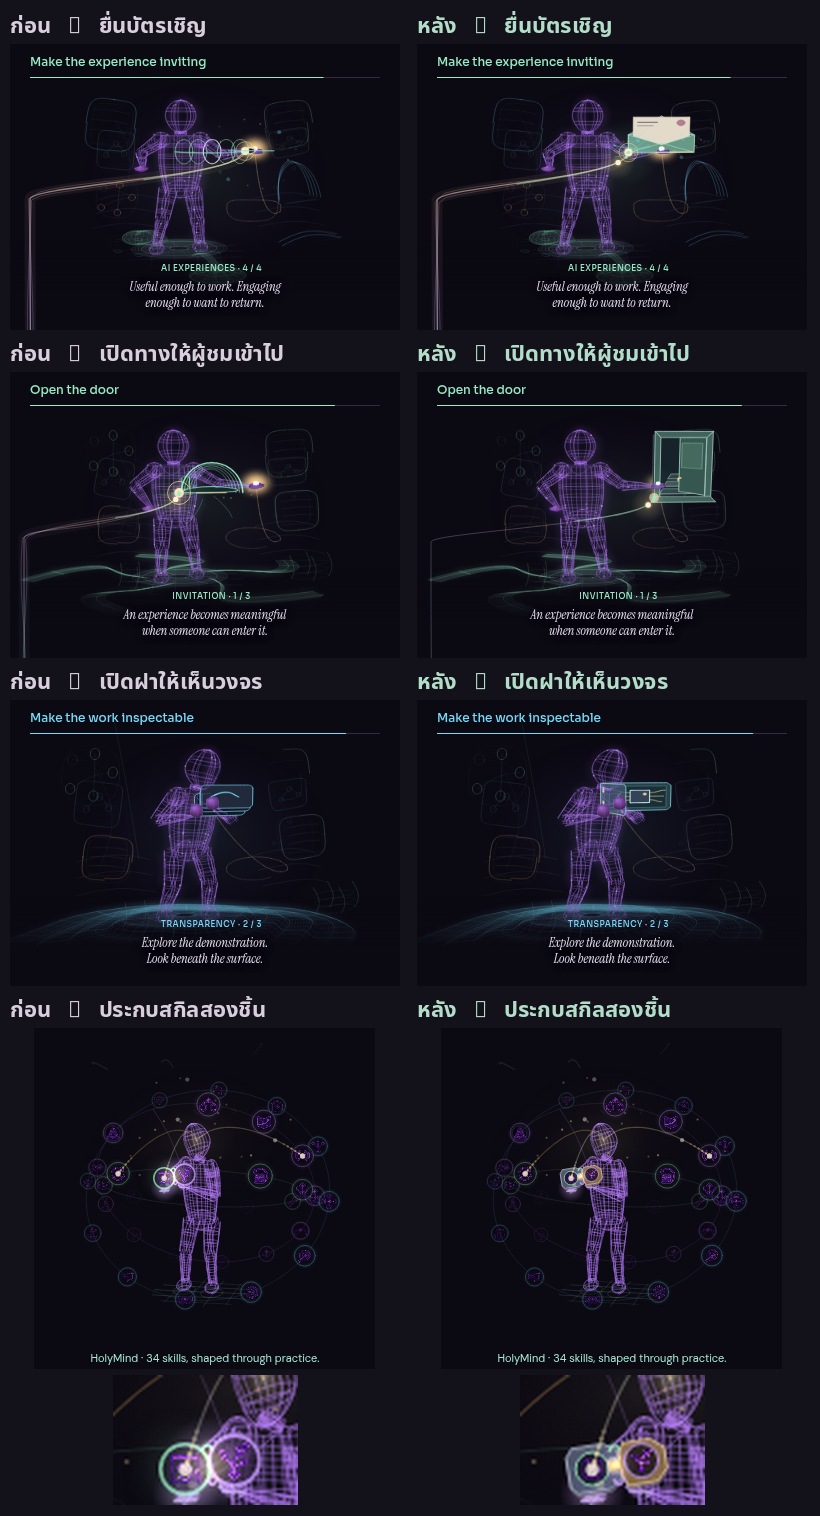 ก่อน ยื่นบัตรเชิญ
หลัง ยื่นบัตรเชิญ
Make the experience inviting
AI EXPERIENCES · 4 / 4
Useful enough to work. Engaging
enough to want to return.
Make the experience inviting
AI EXPERIENCES · 4 / 4
Useful enough to work. Engaging
enough to want to return.
ก่อน เปิดทางให้ผู้ชมเข้าไป
หลัง เปิดทางให้ผู้ชมเข้าไป
Open the door
INVITATION · 1 / 3
An experience becomes meaningful
when someone can enter it.
Open the door
INVITATION · 1 / 3
An experience becomes meaningful
when someone can enter it.
ก่อน เปิดฝาให้เห็นวงจร
หลัง เปิดฝาให้เห็นวงจร
Make the work inspectable
TRANSPARENCY · 2 / 3
Explore the demonstration.
Look beneath the surface.
Make the work inspectable
TRANSPARENCY · 2 / 3
Explore the demonstration.
Look beneath the surface.
ก่อน ประกบสกิลสองชิ้น
หลัง ประกบสกิลสองชิ้น
HolyMind · 34 skills, shaped through practice.
HolyMind · 34 skills, shaped through practice.